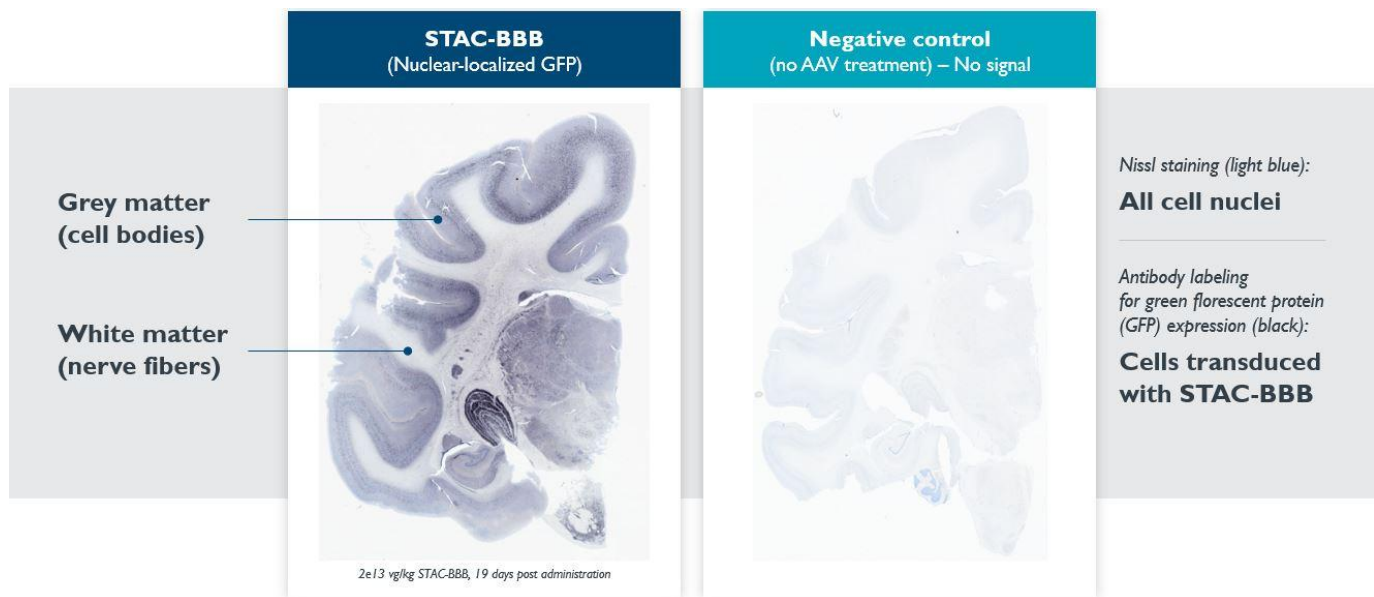 STAC-BBB
(Nuclear-localized GFP)
Negative control
(no AAV treatment) – No signal
Grey matter
(cell bodies)
White matter
(nerve fibers)
2e13 vg/kg STAC-BBB, 19 days post administration
Nissl staining (light blue):
All cell nuclei
Antibody labeling
for green florescent protein
(GFP) expression (black):
Cells transduced
with STAC-BBB